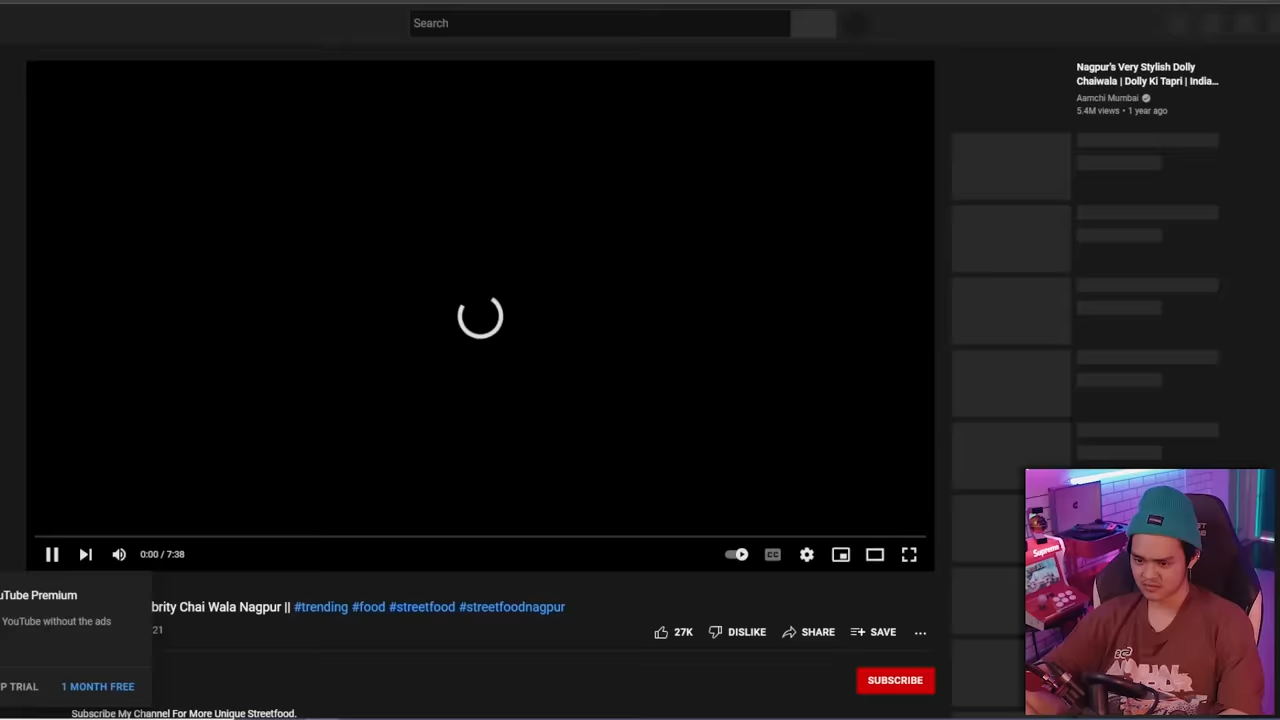 Search
Nagpur's Very Stylish Dolly
Chaiwala | Dolly Ki Tapri | India...
Aamchi Mumbai
5.4M views • 1 year ago
0:00 / 7:38
CC
uTube Premium
YouTube without the ads
P TRIAL
1 MONTH FREE
brity Chai Wala Nagpur || #trending #food #streetfood #streetfoodnagpur
21
27K
DISLIKE
SHARE
SAVE
SUBSCRIBE
Subscribe My Channel For More Unique Streetfood.
Supreme